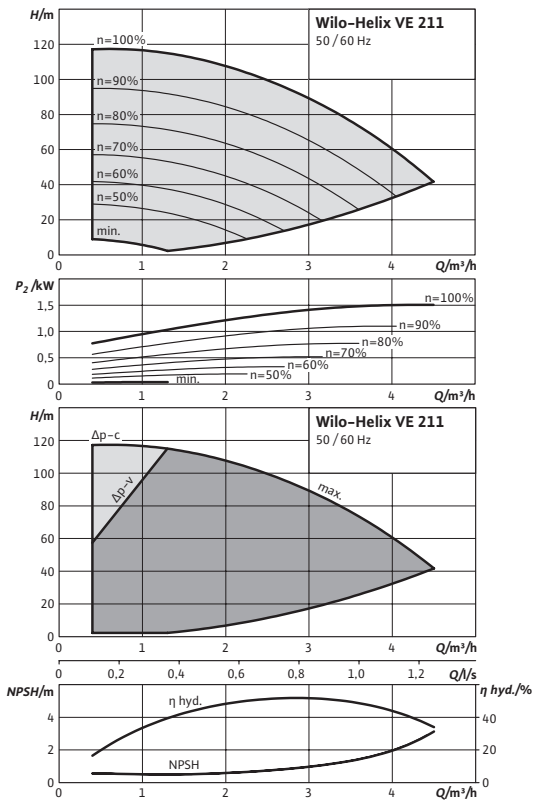 H/m
Wilo-Helix VE 211
50 / 60 Hz
n=100%
120
100
n=90%
80
n=80%
60
n=70%
40
n=60%
n=50%
20
min.
0
0 1 2 3 4 Q/m³/h
P₂ /kW
n=100%
1,5
n=90%
1,0
n=80%
n=70%
0,5
n=60%
n=50%
min.
0
0 1 2 3 4 Q/m³/h
H/m
Wilo-Helix VE 211
50 / 60 Hz
Δp-c
120
100
Δp-v
max.
80
60
40
20
0
0 1 2 3 4 Q/m³/h
0 0,2 0,4 0,6 0,8 1,0 1,2 Q/l/s
NPSH/m
η hyd./%
η hyd.
4 40
2 20
NPSH
0 0
0 1 2 3 4 Q/m³/h